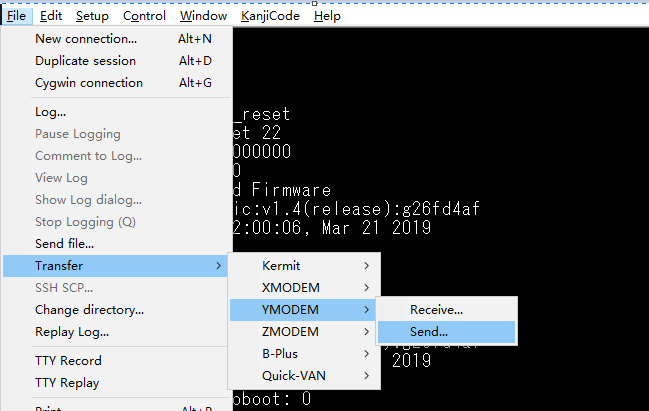 File Edit Setup Control Window KanjiCode Help
New connection... Alt+N
Duplicate session Alt+D
Cygwin connection Alt+G
Log...
_reset
Pause Logging
et 22
Comment to Log...
000000
View Log
0
Show Log dialog...
d Firmware
ic:v1.4(release):g26fd4af
Stop Logging (Q)
2:00:06, Mar 21 2019
Send file...
Transfer
Kermit
SSH SCP...
XMODEM
Change directory...
YMODEM
Receive...
Replay Log...
ZMODEM
Send...
TTY Record
B-Plus
2019
TTY Replay
Quick-VAN
Print... Alt+P
oboot: 0